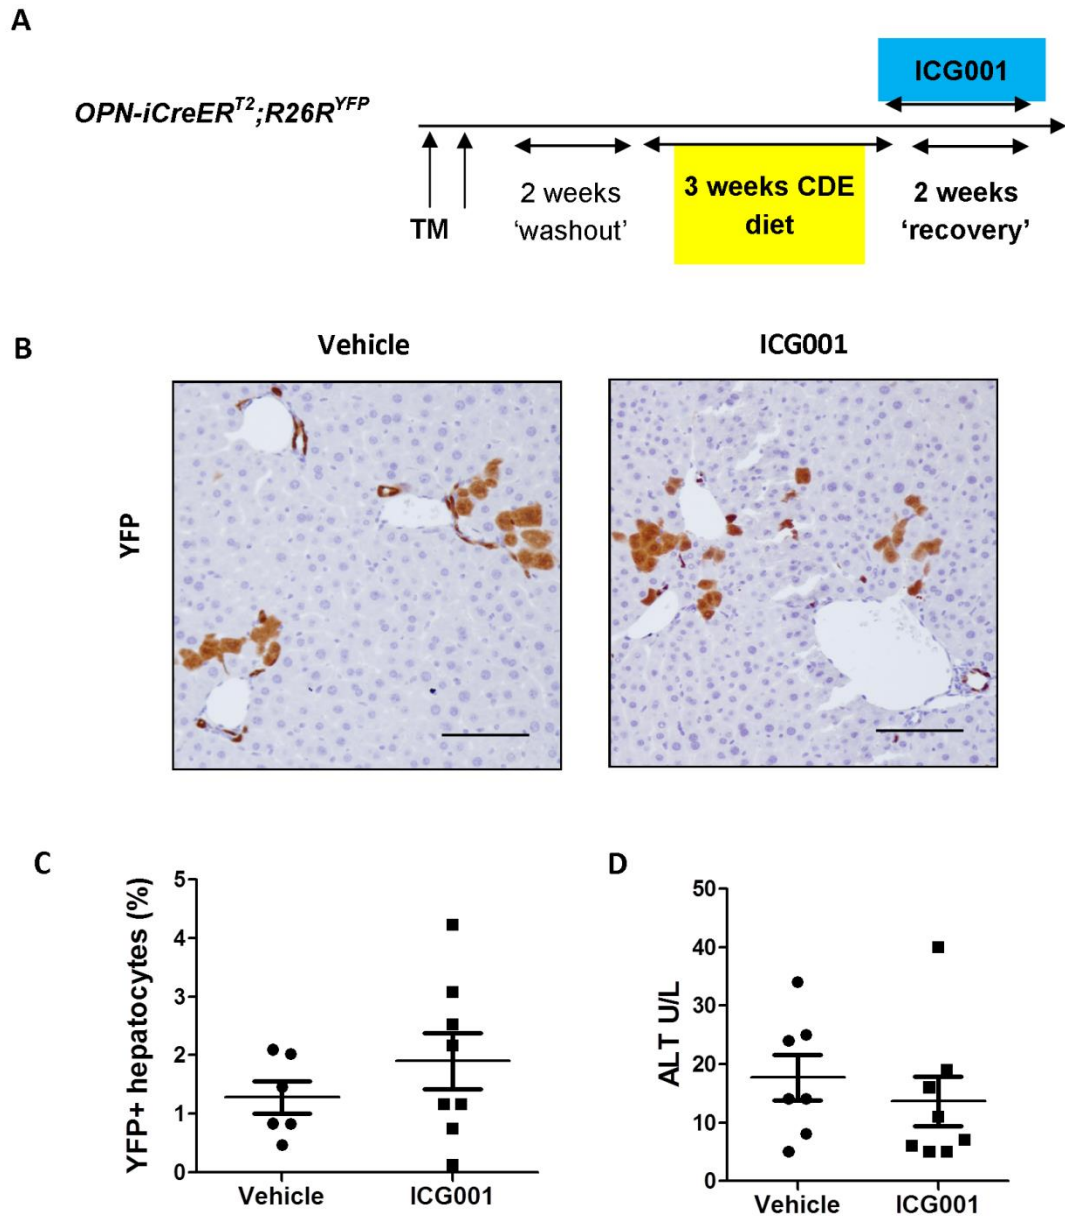 A
ICG001
OPN-iCreER^T2;R26R^YFP
TM
2 weeks
'washout'
3 weeks CDE
diet
2 weeks
'recovery'
B
Vehicle
ICG001
YFP
C
YFP+ hepatocytes (%)
5
4
3
2
1
0
Vehicle
ICG001
D
ALT U/L
50
40
30
20
10
0
Vehicle
ICG001